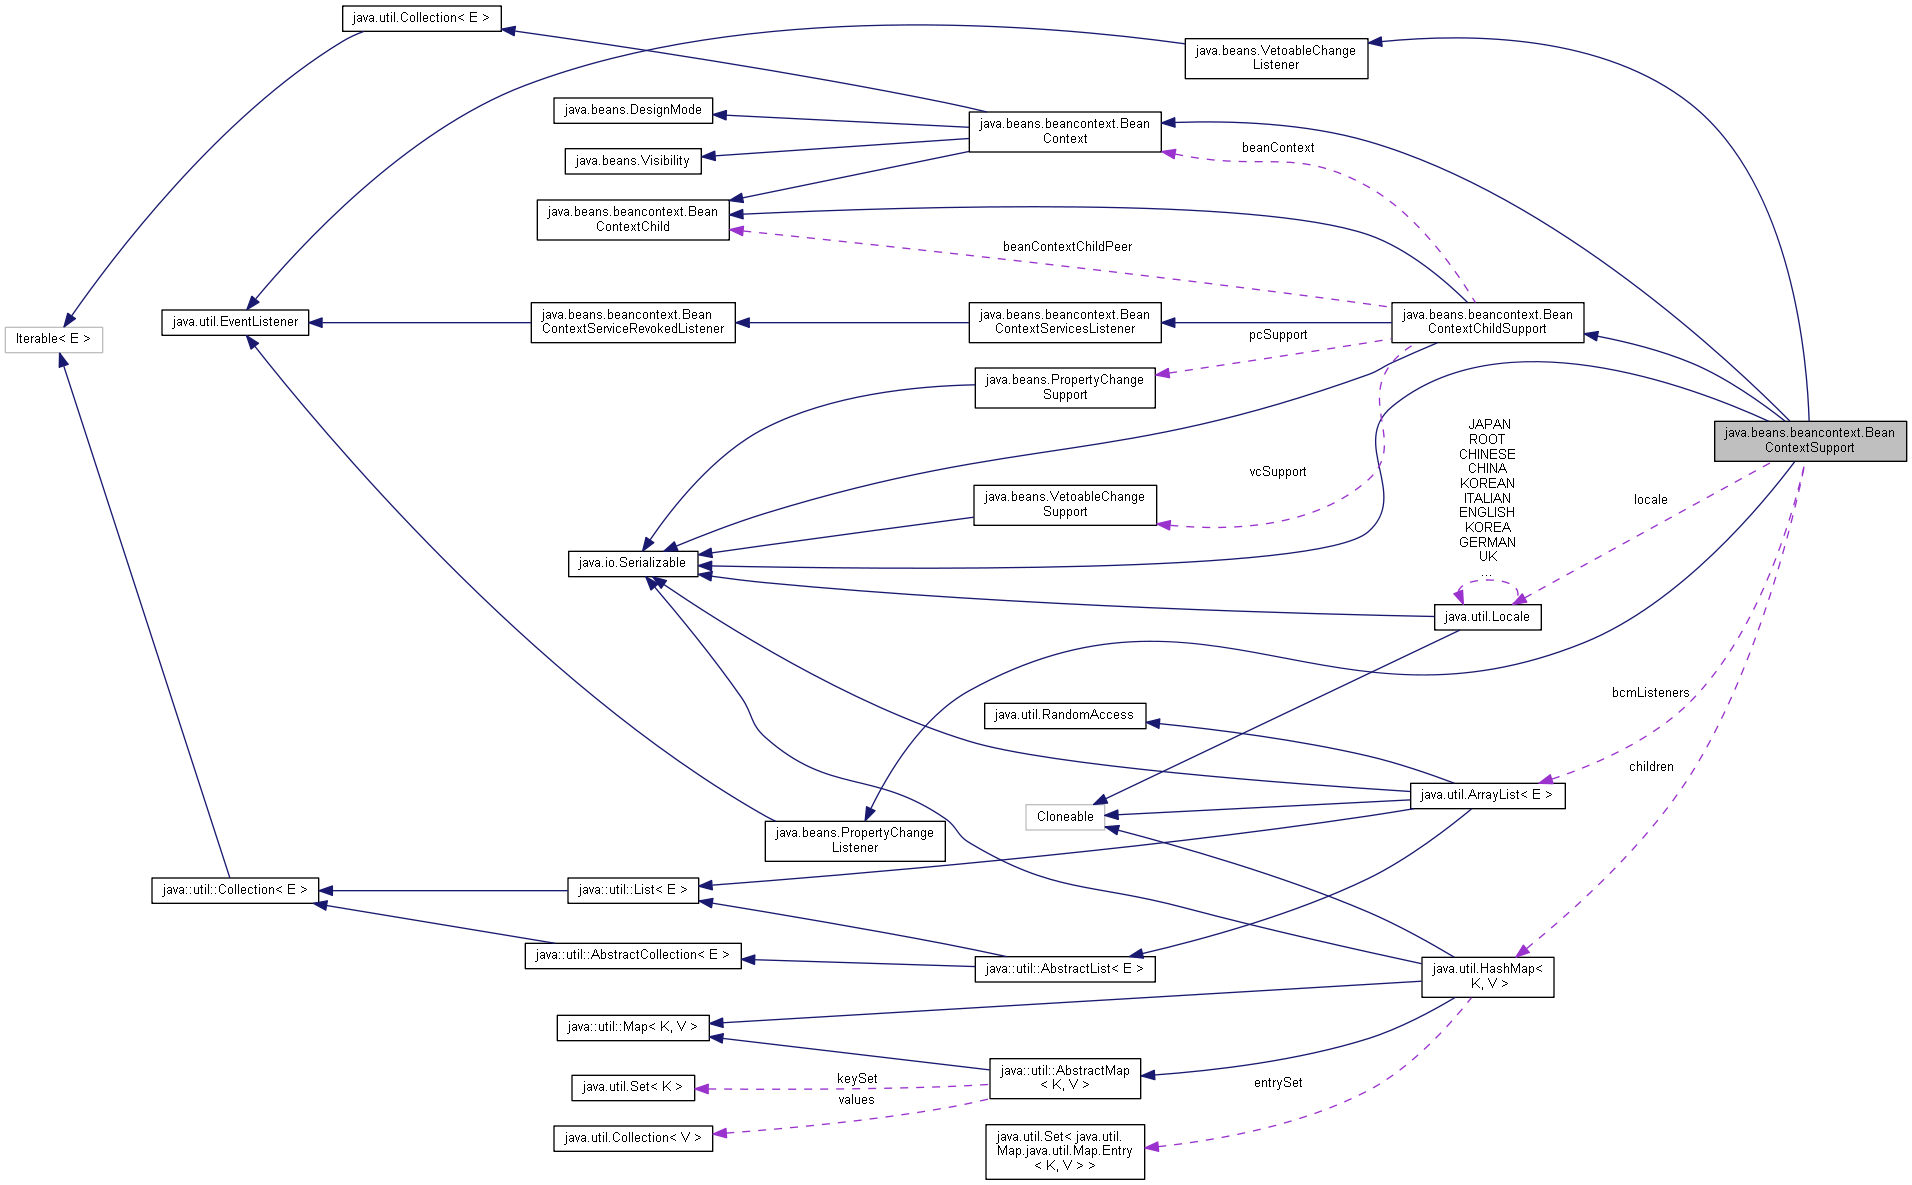 java.util.Collection< E >
java.beans.VetoableChange
Listener
java.beans.DesignMode
java.beans.beancontext.Bean
Context
beanContext
java.beans.Visibility
java.beans.beancontext.Bean
ContextChild
beanContextChildPeer
java.util.EventListener
java.beans.beancontext.Bean
ContextServiceRevokedListener
java.beans.beancontext.Bean
ContextServicesListener
java.beans.beancontext.Bean
ContextChildSupport
Iterable< E >
pcSupport
java.beans.PropertyChange
Support
java.beans.beancontext.Bean
ContextSupport
JAPAN
ROOT
CHINESE
CHINA
KOREAN
ITALIAN
ENGLISH
KOREA
GERMAN
UK
...
vcSupport
locale
java.beans.VetoableChange
Support
java.io.Serializable
java.util.Locale
bcmListeners
java.util.RandomAccess
children
java.util.ArrayList< E >
Cloneable
java.beans.PropertyChange
Listener
java::util::Collection< E >
java::util::List< E >
java::util::AbstractCollection< E >
java::util::AbstractList< E >
java.util.HashMap<
K, V >
java::util::Map< K, V >
java::util::AbstractMap
< K, V >
keySet
entrySet
java.util.Set< K >
values
java.util.Collection< V >
java.util.Set< java.util.
Map.java.util.Map.Entry
< K, V > >